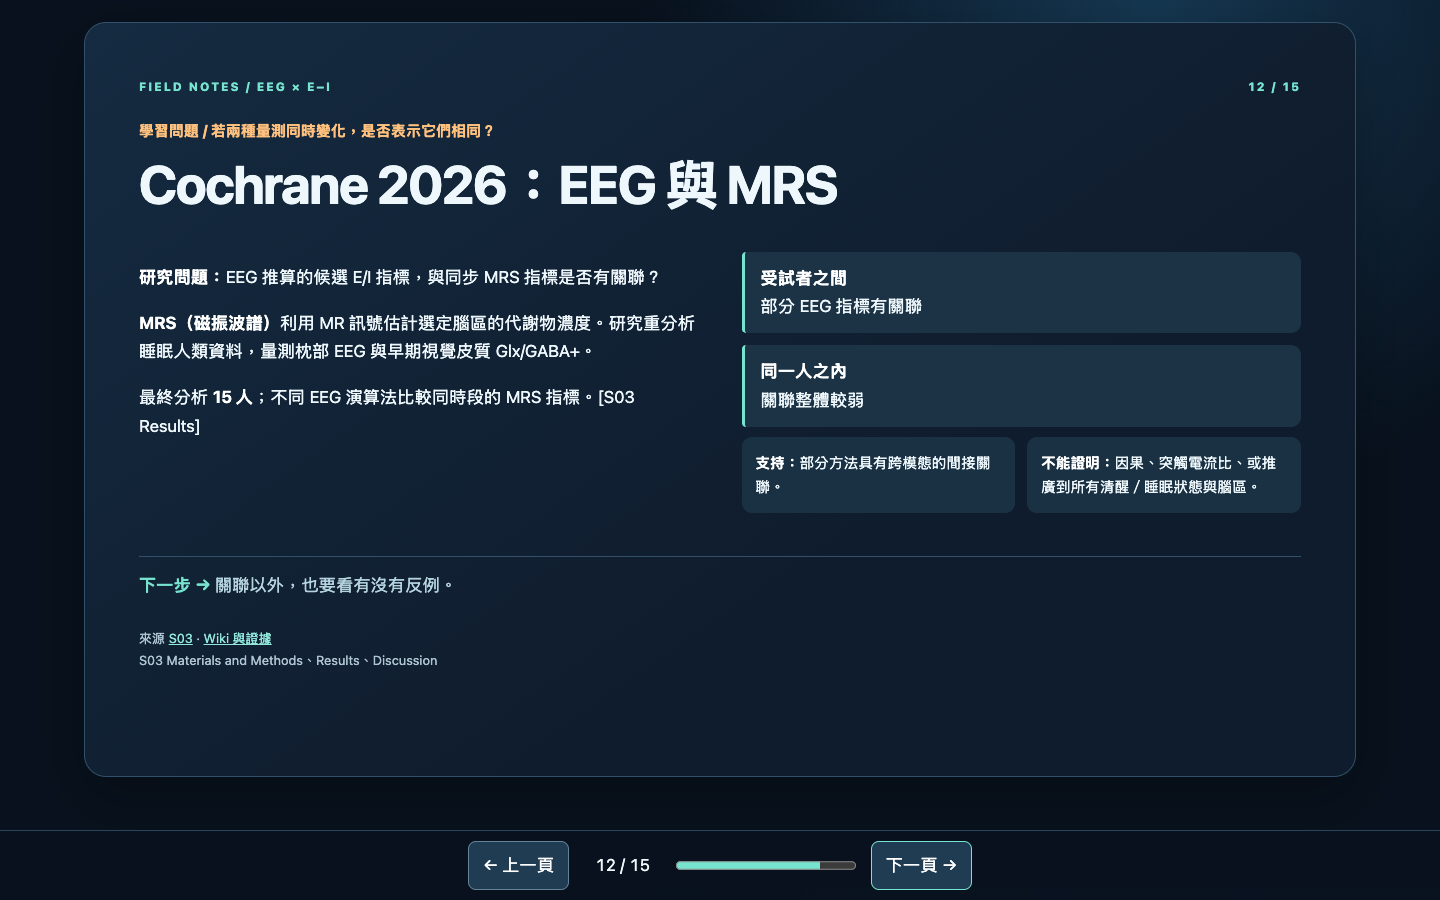 FIELD NOTES / EEG × E–I
12 / 15
學習問題 / 若兩種量測同時變化，是否表示它們相同？
Cochrane 2026：EEG 與 MRS
研究問題：EEG 推算的候選 E/I 指標，與同步 MRS 指標是否有關聯？
MRS（磁振波譜）利用 MR 訊號估計選定腦區的代謝物濃度。研究重分析
睡眠人類資料，量測枕部 EEG 與早期視覺皮質 Glx/GABA+。
最終分析 15 人；不同 EEG 演算法比較同時段的 MRS 指標。[S03
Results]
受試者之間
部分 EEG 指標有關聯
同一人之內
關聯整體較弱
支持：部分方法具有跨模態的間接關
聯。
不能證明：因果、突觸電流比、或推
廣到所有清醒 / 睡眠狀態與腦區。
下一步 → 關聯以外，也要看有沒有反例。
來源 S03 · Wiki 與證據
S03 Materials and Methods、Results、Discussion
← 上一頁
12 / 15
下一頁 →